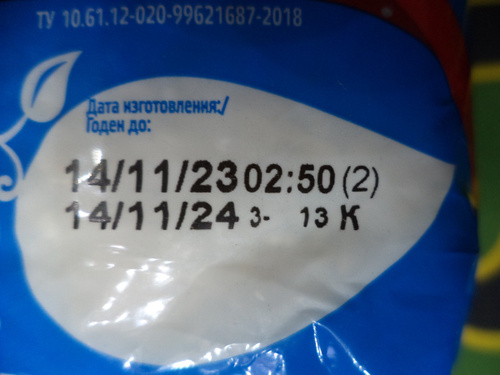 ТУ 10.61.12-020-99621687-2018
Дата изготовления:/
Годен до:
14/11/23 02:50 (2)
14/11/24 3- 13 К